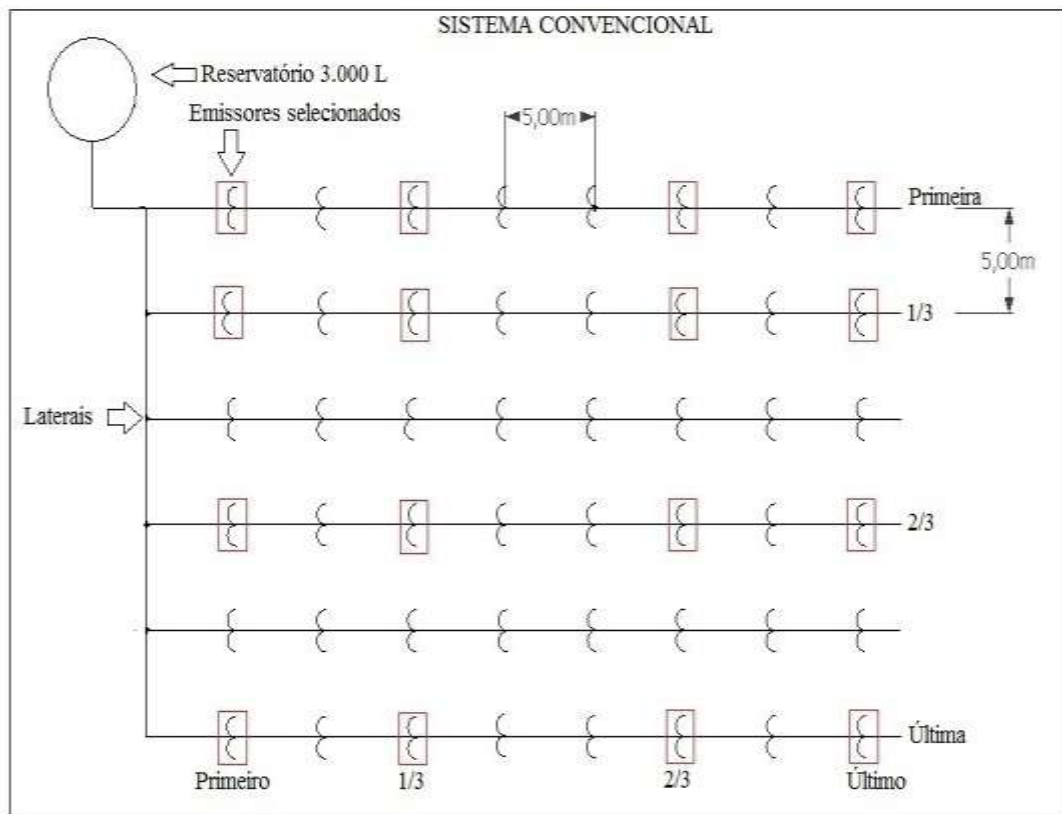 SISTEMA CONVENCIONAL
Reservatório 3.000 L
Emissores selecionados
5,00m
Primeira
5,00m
1/3
Laterais
2/3
Última
Primeiro
1/3
2/3
Último